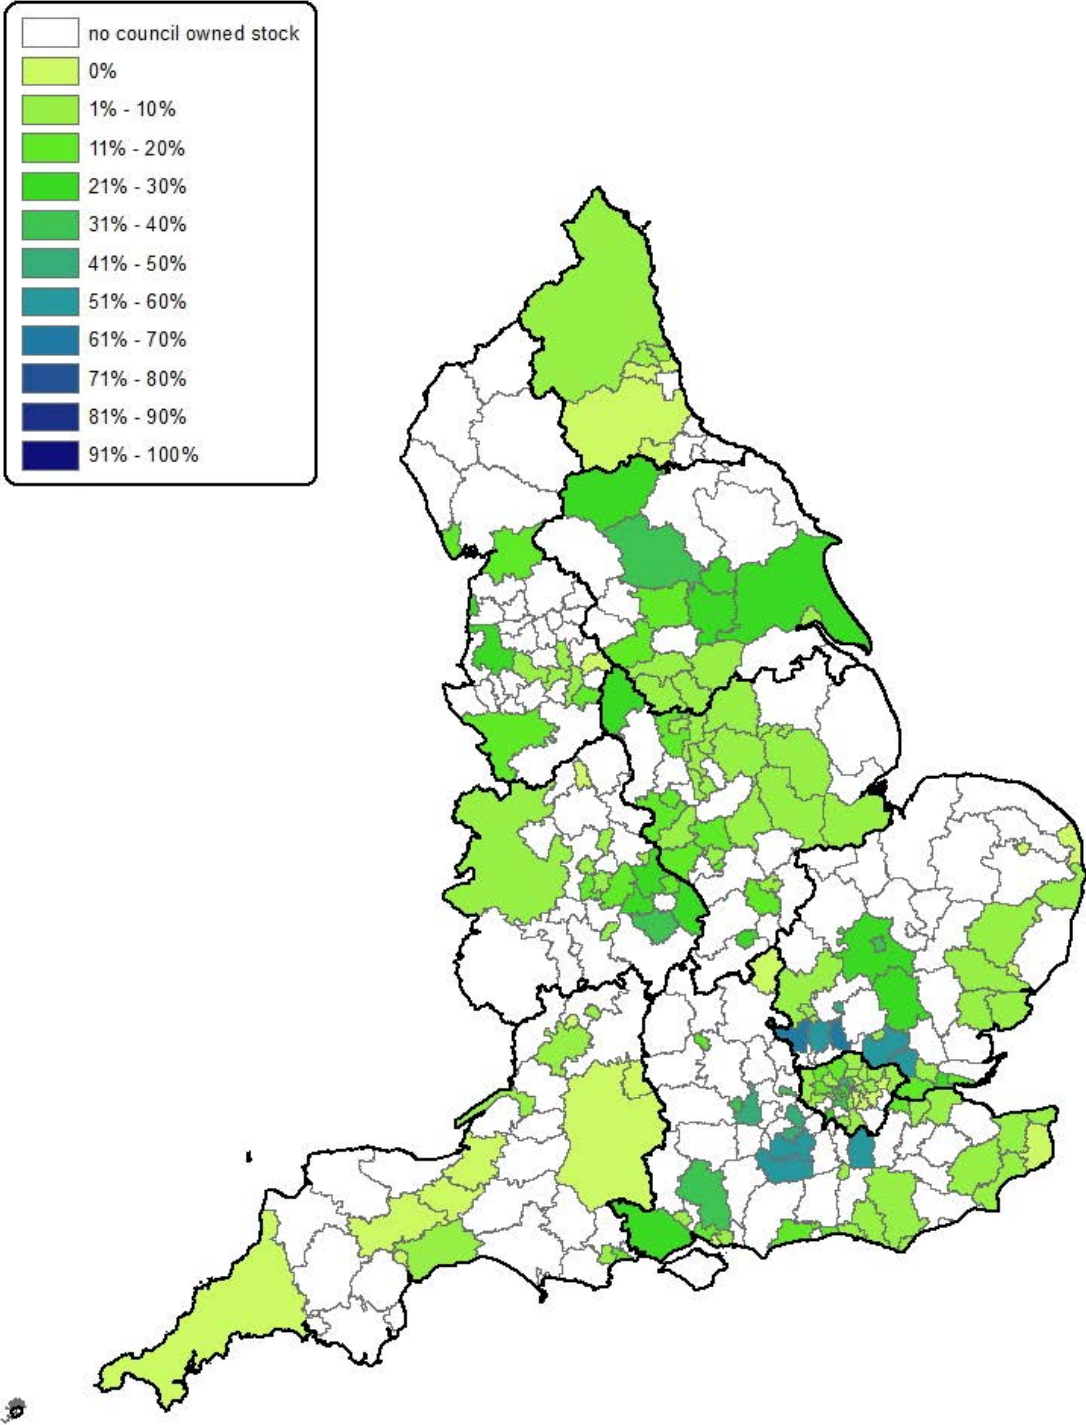 no council owned stock
0%
1% - 10%
11% - 20%
21% - 30%
31% - 40%
41% - 50%
51% - 60%
61% - 70%
71% - 80%
81% - 90%
91% - 100%